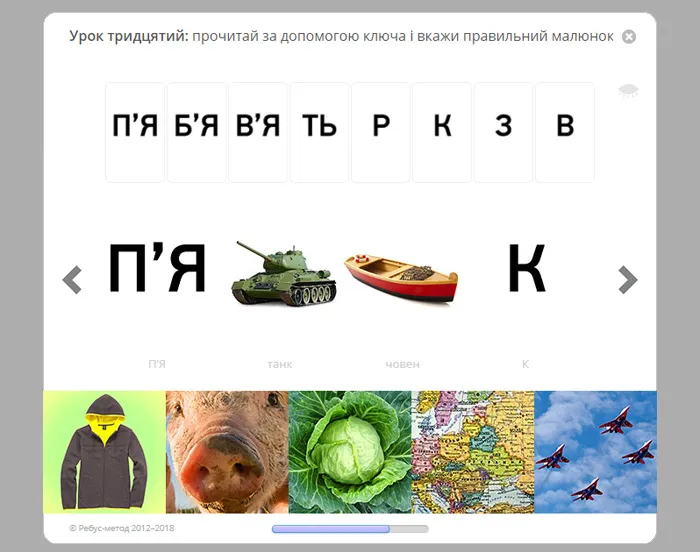 Урок тридцятий: прочитай за допомогою ключа і вкажи правильний малюнок
П’Я Б’Я В’Я ТЬ Р К З В
П’Я К
П’Я танк човен К
© Ребус-метод 2012–2018